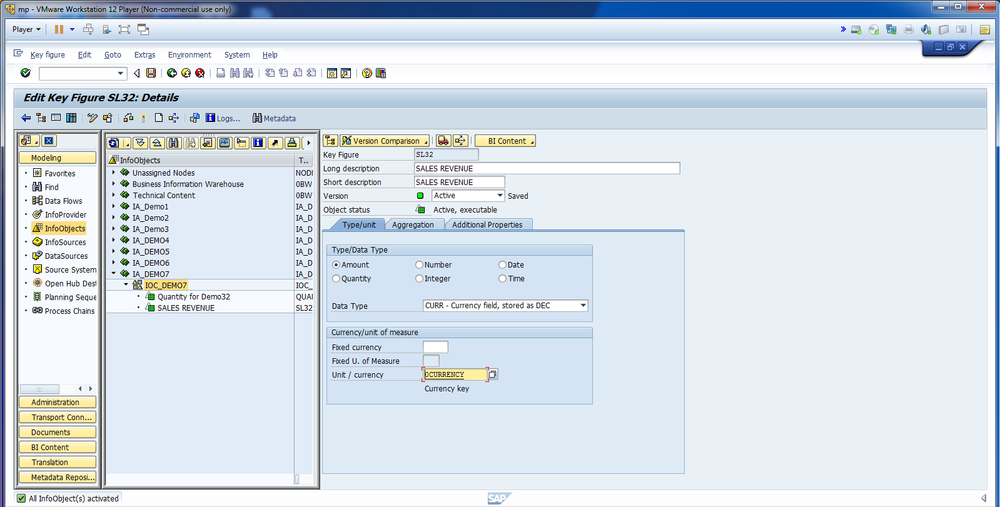 mp - VMware Workstation 12 Player (Non-commercial use only)
Player
Key figure Edit Goto Extras Environment System Help
Edit Key Figure SL32: Details
Logs... Metadata
Modeling
Favorites
Find
Data Flows
InfoProvider
InfoObjects
InfoSources
DataSources
Source System
Open Hub Dest
Planning Seque
Process Chains
Administration
Transport Conn...
Documents
BI Content
Translation
Metadata Reposi...
InfoObjects T..
Unassigned Nodes NODE
Business Information Warehouse 0BW
Technical Content 0BW
IA_Demo1 IA_D
IA_Demo2 IA_D
IA_Demo3 IA_D
IA_DEMO4 IA_D
IA_DEMO5 IA_D
IA_DEMO6 IA_D
IA_DEMO7 IA_D
IOC_DEMO7 IOC_
Quantity for Demo32 QUAN
SALES REVENUE SL32
Version Comparison BI Content
Key Figure SL32
Long description SALES REVENUE
Short description SALES REVENUE
Version Active Saved
Object status Active, executable
Type/unit Aggregation Additional Properties
Type/Data Type
Amount Number Date
Quantity Integer Time
Data Type CURR - Currency field, stored as DEC
Currency/unit of measure
Fixed currency
Fixed U. of Measure
Unit / currency 0CURRENCY
Currency key
All InfoObject(s) activated
SAP